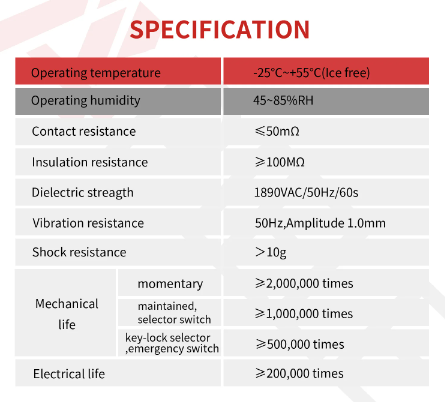 SPECIFICATION
Operating temperature -25°C~+55°C(Ice free)
Operating humidity 45~85%RH
Contact resistance ≤50mΩ
Insulation resistance ≥100MΩ
Dielectric streagth 1890VAC/50Hz/60s
Vibration resistance 50Hz,Amplitude 1.0mm
Shock resistance >10g
Mechanical
life
momentary ≥2,000,000 times
maintained,
selector switch
≥1,000,000 times
key-lock selector
,emergency switch
≥500,000 times
Electrical life ≥200,000 times